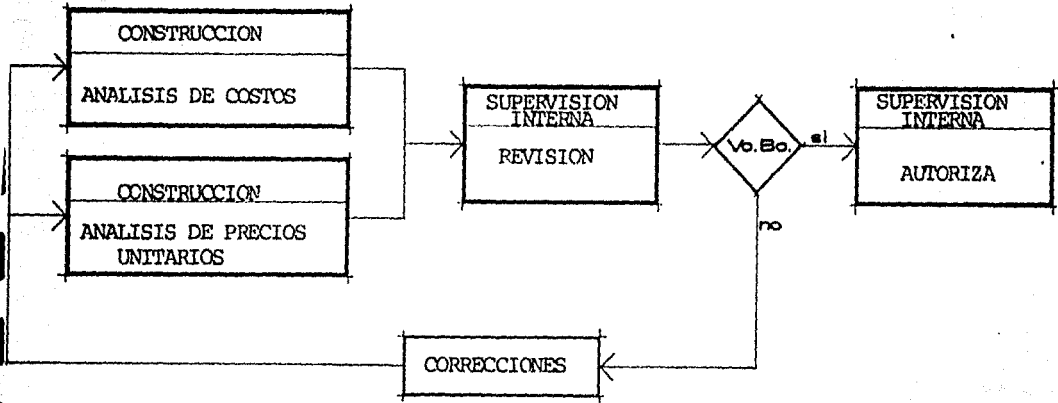 CONSTRUCCION
ANALISIS DE COSTOS
CONSTRUCCION
ANALISIS DE PRECIOS
UNITARIOS
SUPERVISION
INTERNA
REVISION
Vo.Bo.
si
no
SUPERVISION
INTERNA
AUTORIZA
CORRECCIONES